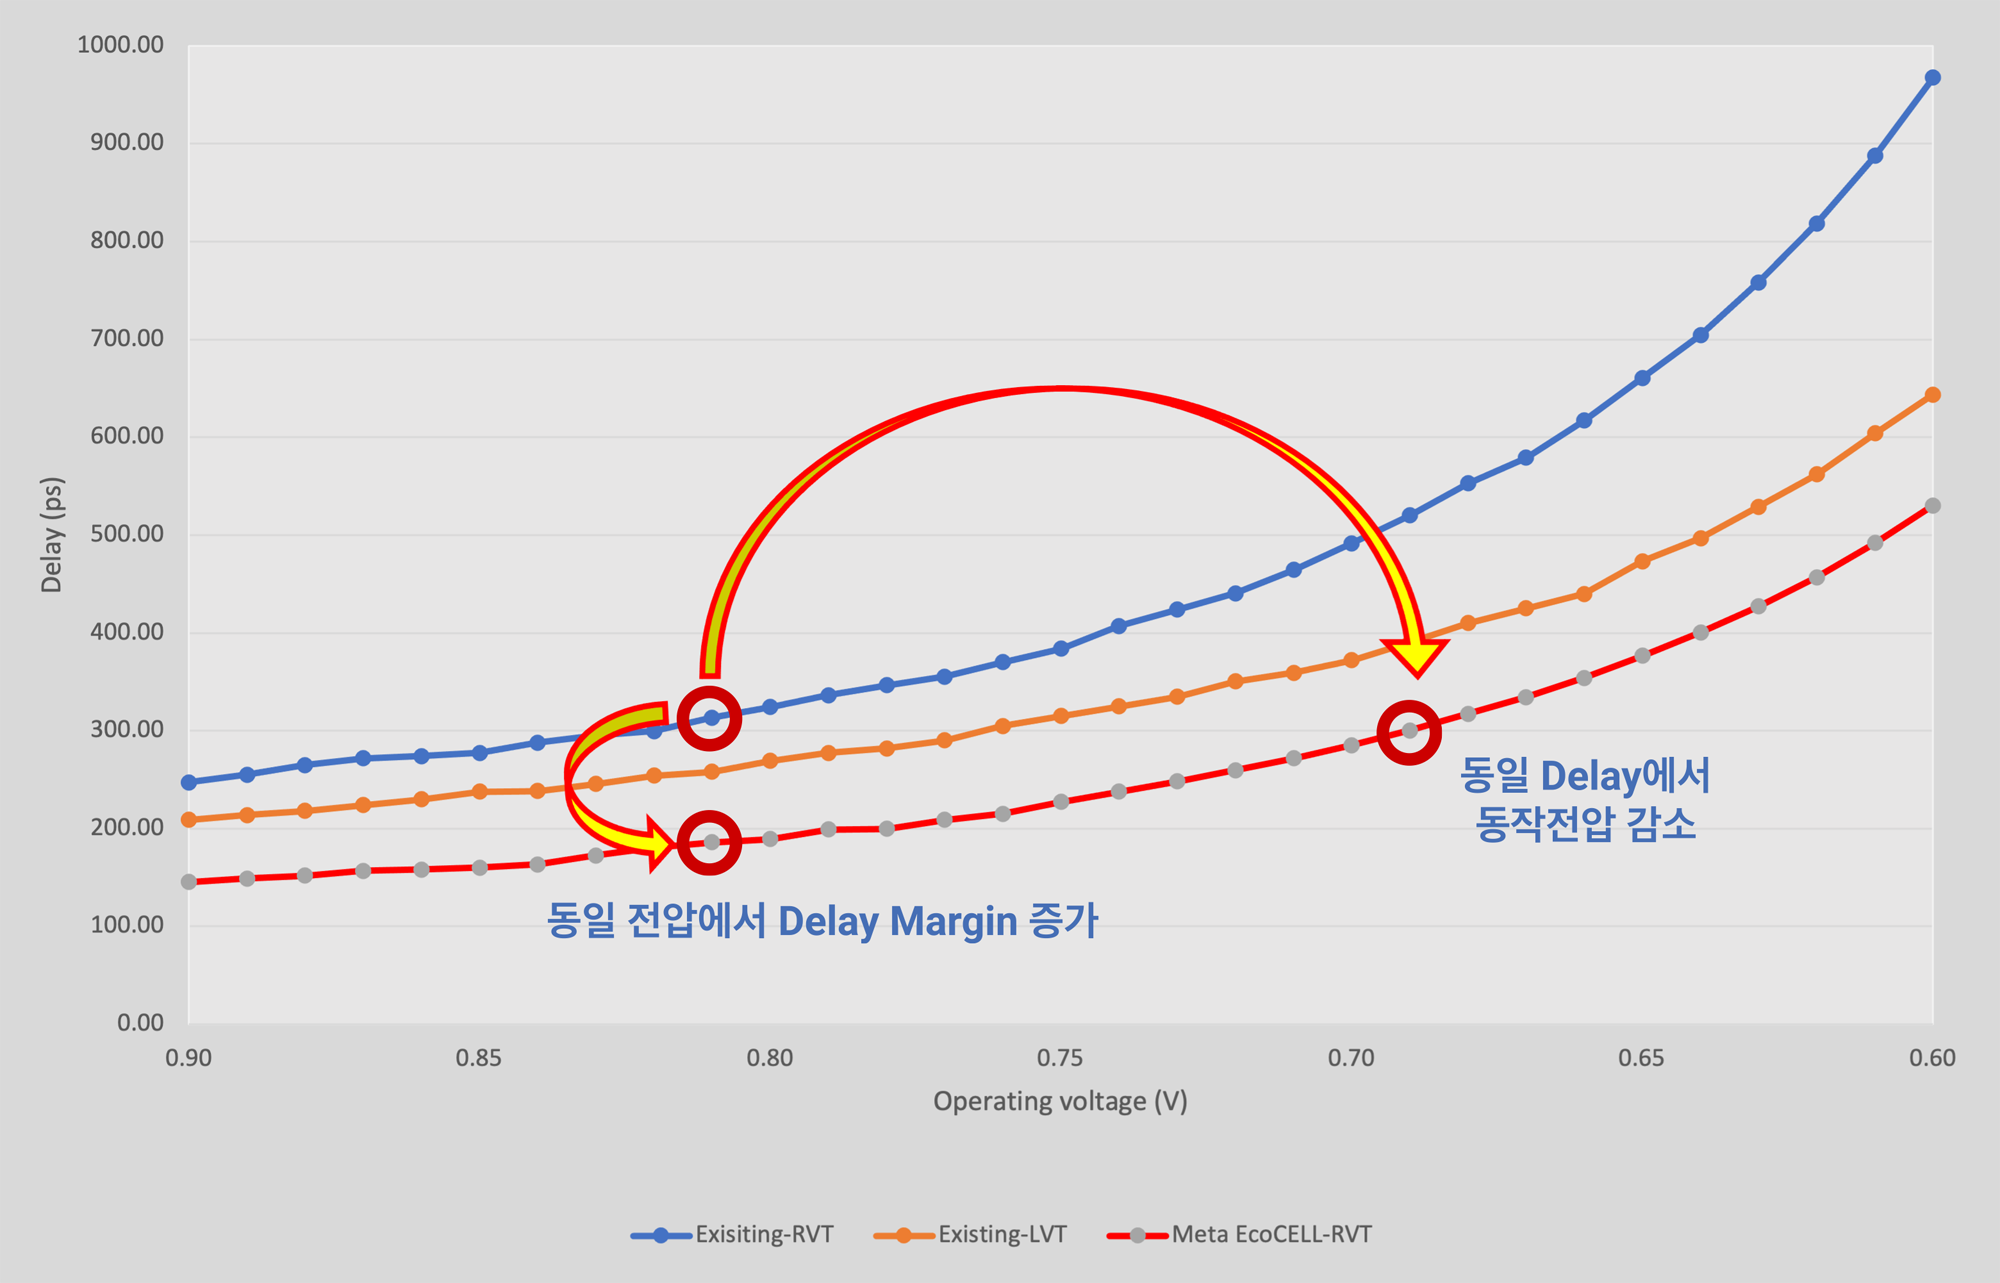 1000.00
900.00
800.00
700.00
600.00
500.00
400.00
300.00
200.00
100.00
0.00
Delay (ps)
동일 Delay에서
동작전압 감소
동일 전압에서 Delay Margin 증가
0.90 0.85 0.80 0.75 0.70 0.65 0.60
Operating voltage (V)
Exisiting-RVT Existing-LVT Meta EcoCELL-RVT